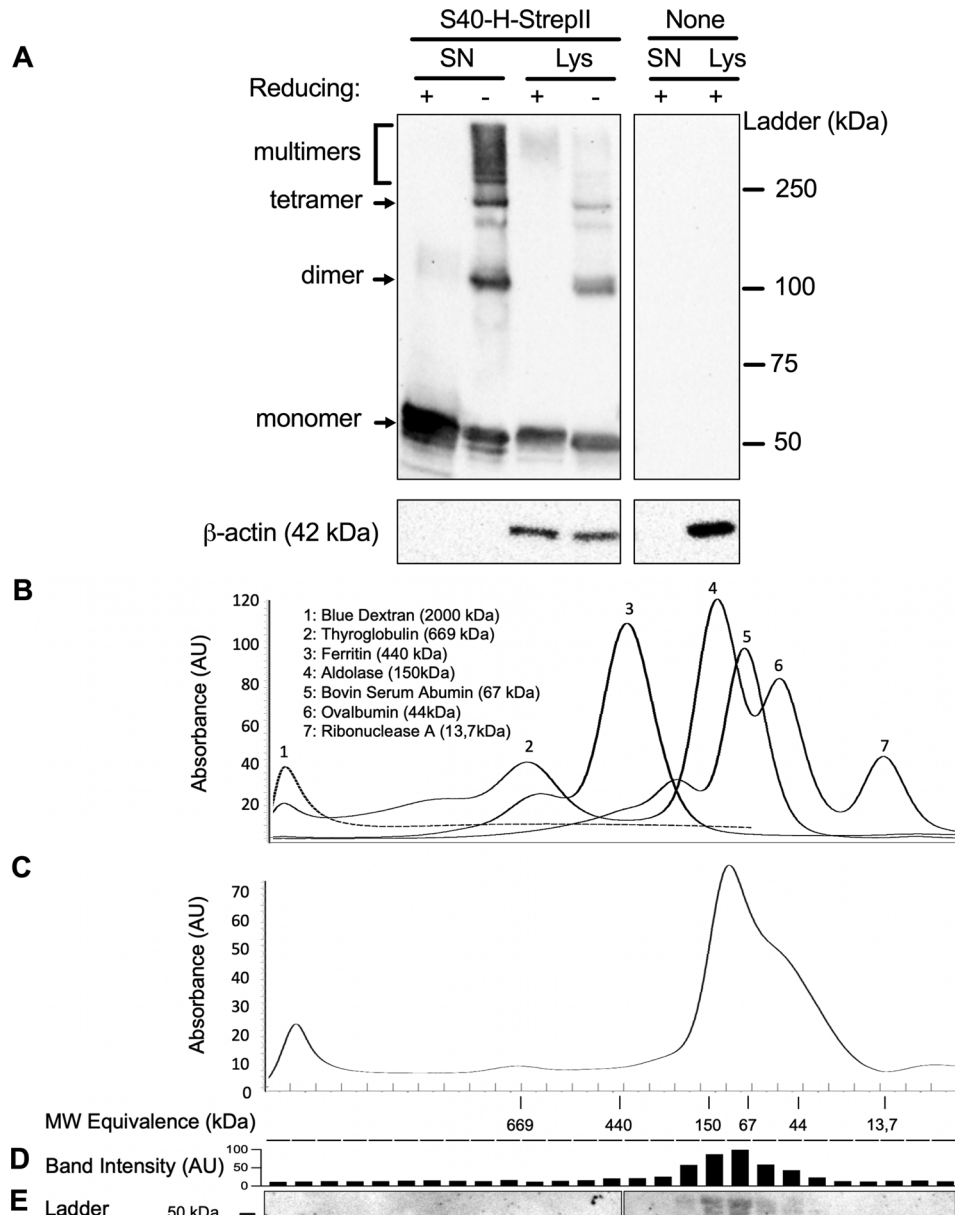 A
S40-H-StrepII
None
SN
Lys
SN
Lys
Reducing:
+
-
+
-
+
+
Ladder (kDa)
multimers
250
tetramer
dimer
100
75
monomer
50
β-actin (42 kDa)
B
Absorbance (AU)
120
100
80
60
40
20
1: Blue Dextran (2000 kDa)
2: Thyroglobulin (669 kDa)
3: Ferritin (440 kDa)
4: Aldolase (150kDa)
5: Bovin Serum Abumin (67 kDa)
6: Ovalbumin (44kDa)
7: Ribonuclease A (13,7kDa)
1
2
3
4
5
6
7
C
Absorbance (AU)
70
60
50
40
30
20
10
0
MW Equivalence (kDa)
669
440
150
67
44
13,7
D
Band Intensity (AU)
100
50
0
E
Ladder
50 kDa